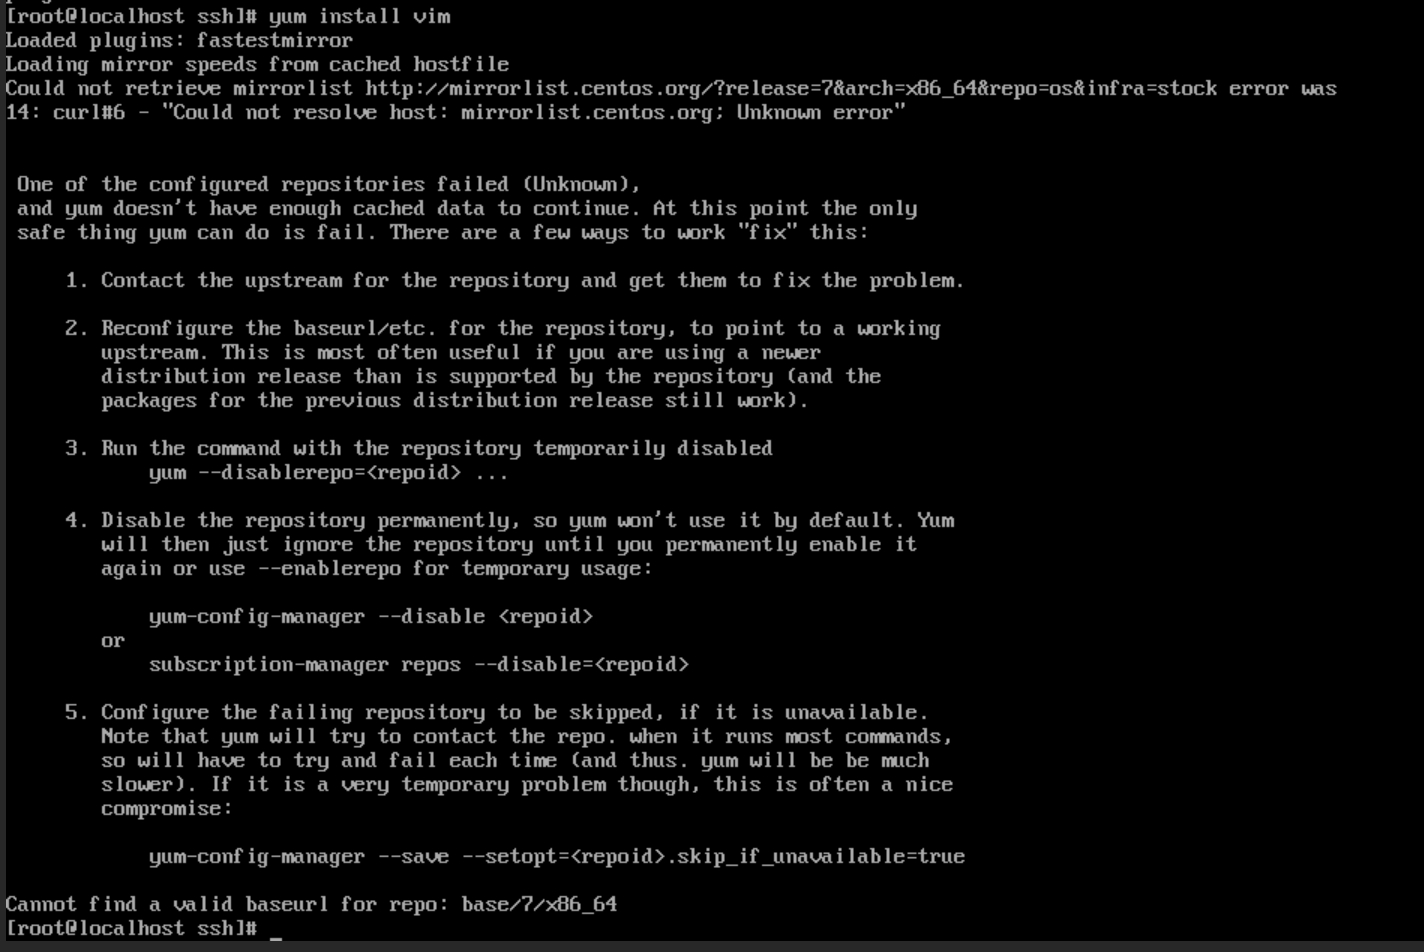 [root@localhost ssh]# yum install vim
Loaded plugins: fastestmirror
Loading mirror speeds from cached hostfile
Could not retrieve mirrorlist http://mirrorlist.centos.org/?release=7&arch=x86_64&repo=os&infra=stock error was
14: curl#6 - "Could not resolve host: mirrorlist.centos.org; Unknown error"
One of the configured repositories failed (Unknown),
and yum doesn't have enough cached data to continue. At this point the only
safe thing yum can do is fail. There are a few ways to work "fix" this:
1. Contact the upstream for the repository and get them to fix the problem.
2. Reconfigure the baseurl/etc. for the repository, to point to a working
upstream. This is most often useful if you are using a newer
distribution release than is supported by the repository (and the
packages for the previous distribution release still work).
3. Run the command with the repository temporarily disabled
yum --disablerepo=<repoid> ...
4. Disable the repository permanently, so yum won't use it by default. Yum
will then just ignore the repository until you permanently enable it
again or use --enablerepo for temporary usage:
yum-config-manager --disable <repoid>
or
subscription-manager repos --disable=<repoid>
5. Configure the failing repository to be skipped, if it is unavailable.
Note that yum will try to contact the repo. when it runs most commands,
so will have to try and fail each time (and thus. yum will be be much
slower). If it is a very temporary problem though, this is often a nice
compromise:
yum-config-manager --save --setopt=<repoid>.skip_if_unavailable=true
Cannot find a valid baseurl for repo: base/7/x86_64
[root@localhost ssh]# _